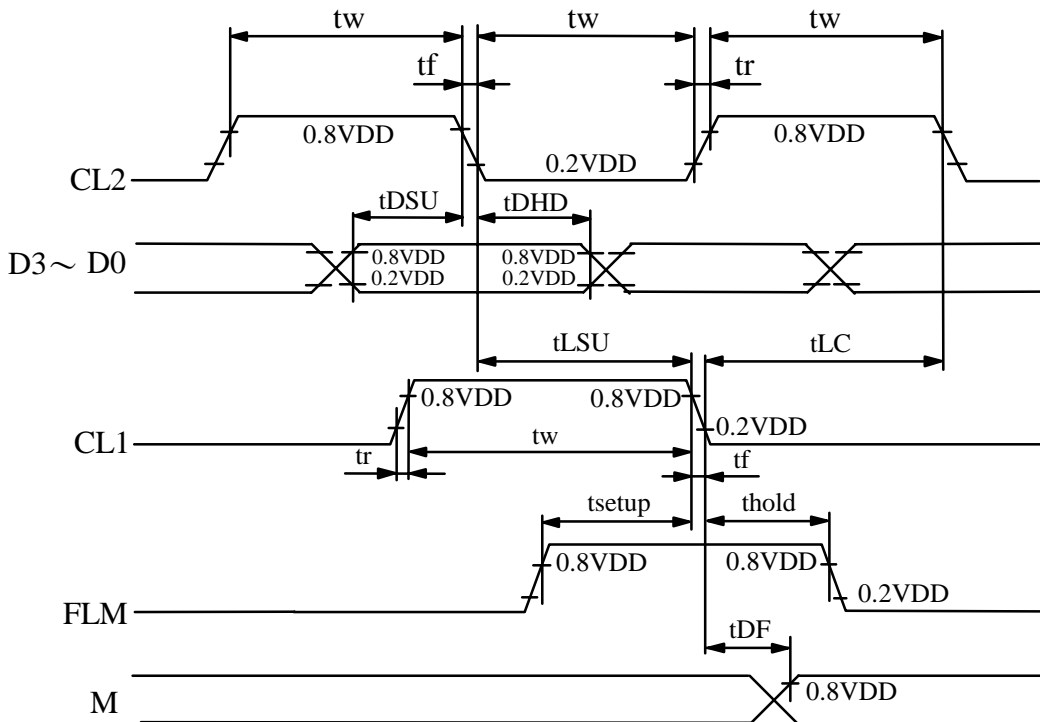 tw tw tw
tf tr
0.8VDD 0.8VDD
0.2VDD
CL2
tDSU tDHD
D3~ D0
0.8VDD 0.8VDD
0.2VDD 0.2VDD
tLSU tLC
0.8VDD 0.8VDD
0.2VDD
CL1
tw
tr tf
tsetup thold
0.8VDD 0.8VDD
0.2VDD
FLM
tDF
0.8VDD
M